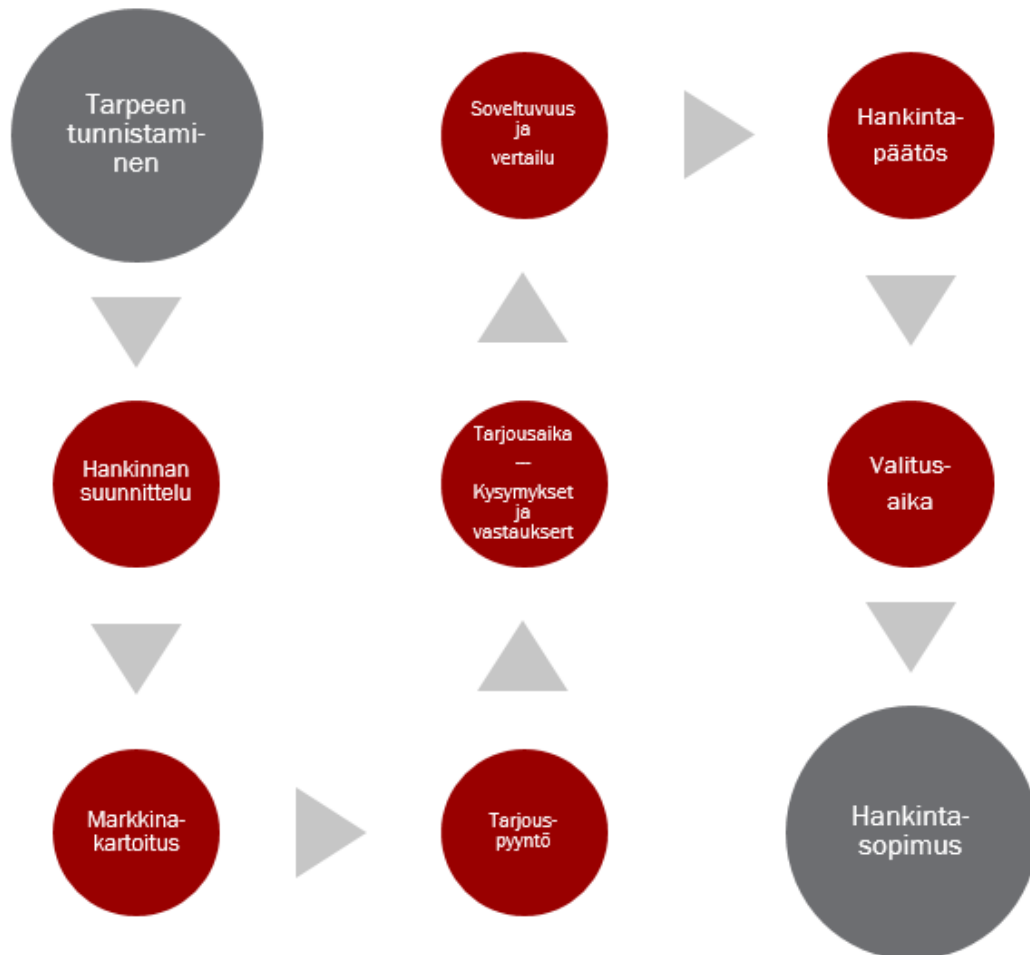 Tarpeen
tunnistami-
nen
Hankinnan
suunnittelu
Markkina-
kartoitus
Tarjous-
pyyntö
Tarjousaika
—
Kysymykset
ja
vastauksert
Soveltuvuus
ja
vertailu
Hankinta-
päätös
Valitus-
aika
Hankinta-
sopimus